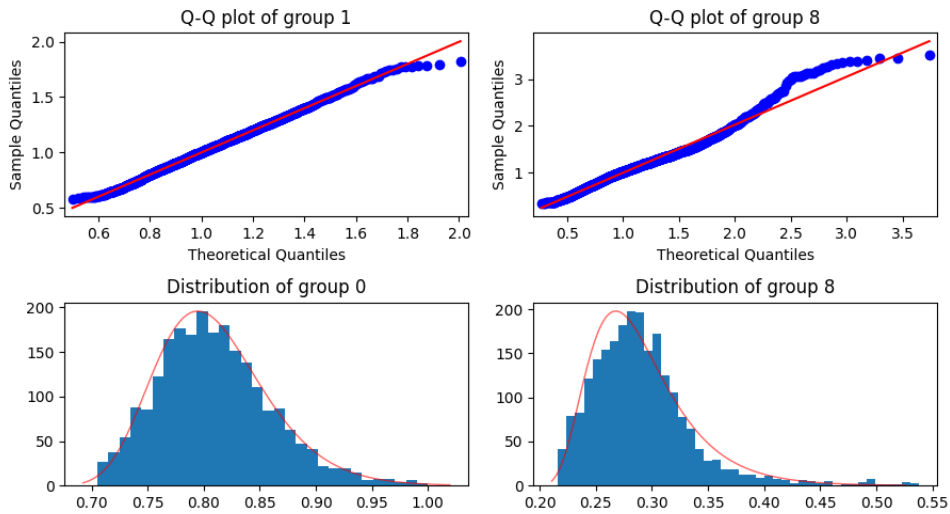 Q-Q plot of group 1
2.0
1.5
1.0
0.5
Sample Quantiles
0.6 0.8 1.0 1.2 1.4 1.6 1.8 2.0
Theoretical Quantiles
Q-Q plot of group 8
3
2
1
Sample Quantiles
0.5 1.0 1.5 2.0 2.5 3.0 3.5
Theoretical Quantiles
Distribution of group 0
200
150
100
50
0
0.70 0.75 0.80 0.85 0.90 0.95 1.00
Distribution of group 8
200
150
100
50
0
0.20 0.25 0.30 0.35 0.40 0.45 0.50 0.55